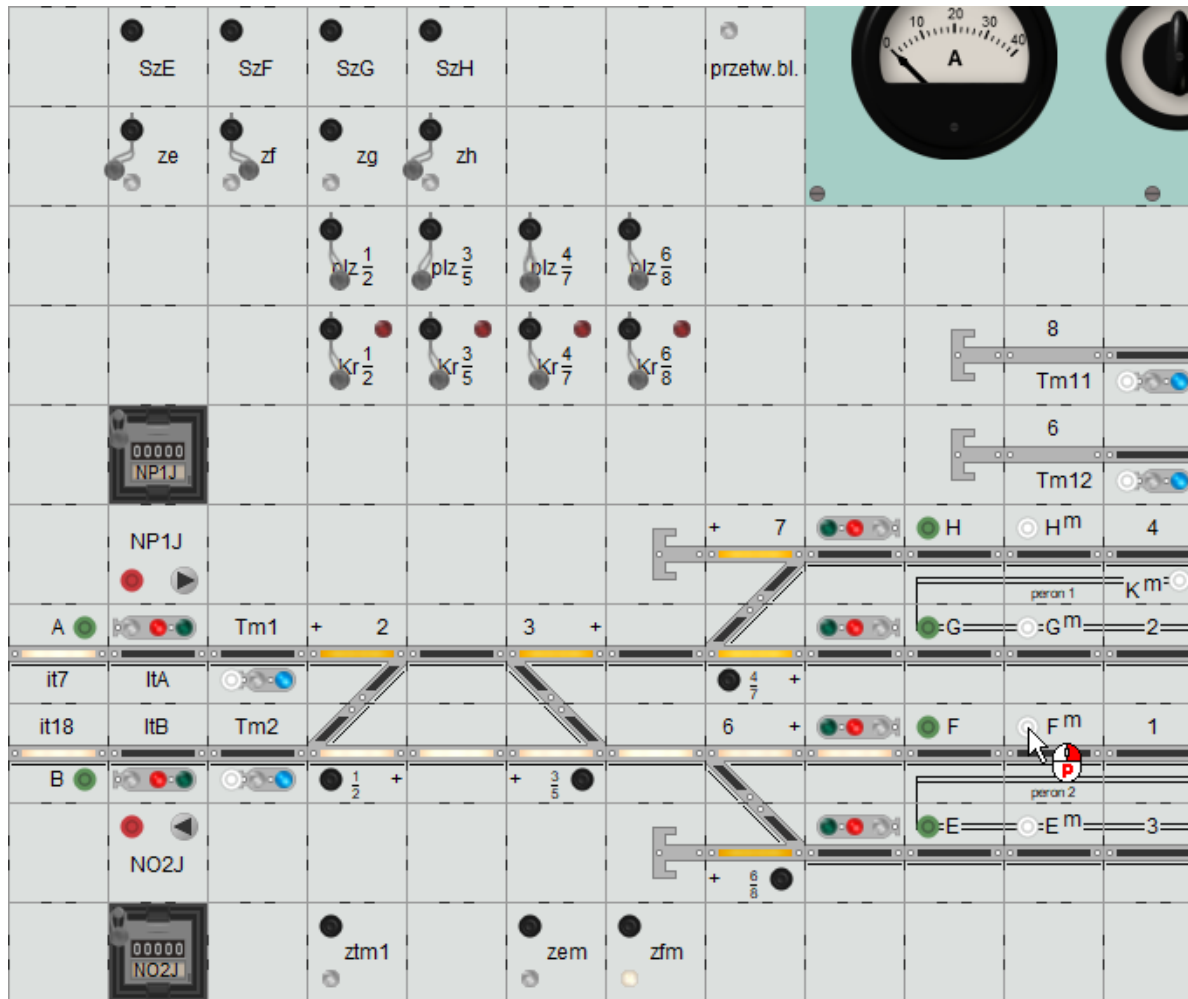 SzE SzF SzG SzH przetw.bl.
0 10 20 30 40
A
ze zf zg zh
plz 1/2 plz 3/5 plz 4/7 plz 6/8
Kr 1/2 Kr 3/5 Kr 4/7 Kr 6/8
8
Tm11
00000
NP1J
6
Tm12
NP1J
+ 7 H Hm 4
peron 1 Km
A Tm1 + 2 3 + G Gm 2
it7 ItA 4/7 +
it18 ItB Tm2 6 + F Fm 1
P
B 1/2 + + 3/5
peron 2
E Em 3
NO2J
+ 6/8
00000
NO2J
ztm1 zem zfm